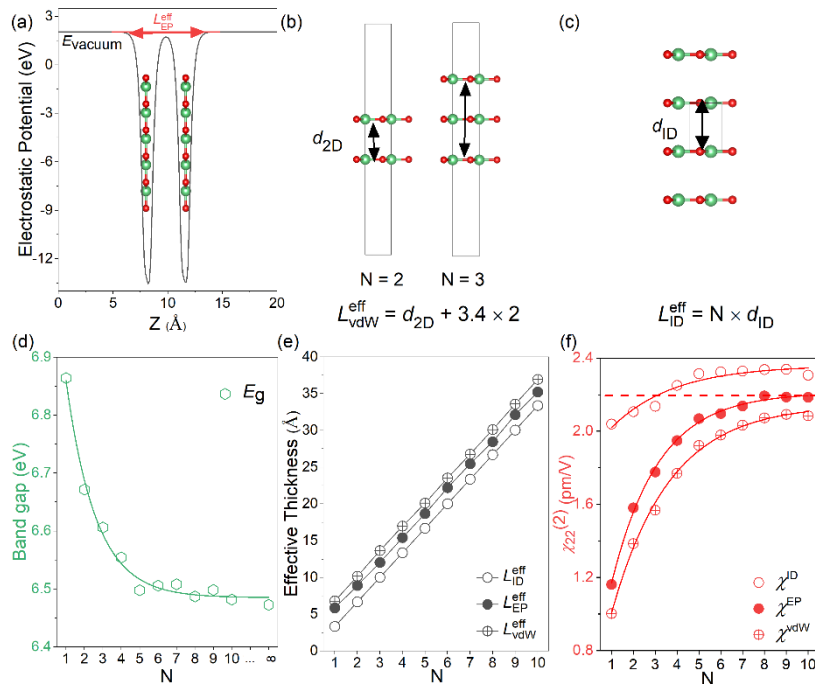 (a)
L_EP^eff
E_vacuum
Electrostatic Potential (eV)
0
-3
-6
-9
-12
0 5 10 15 20
Z (Å)
(b)
d_2D
N = 2 N = 3
L_vdW^eff = d_2D + 3.4 × 2
(c)
d_ID
L_ID^eff = N × d_ID
(d)
Band gap (eV)
6.9
6.8
6.7
6.6
6.5
6.4
E_g
1 2 3 4 5 6 7 8 9 10 ... ∞
N
(e)
Effective Thickness (Å)
40
35
30
25
20
15
10
5
0
L_ID^eff
L_EP^eff
L_vdW^eff
1 2 3 4 5 6 7 8 9 10
N
(f)
χ_22^(2) (pm/V)
2.4
2.2
1.8
1.6
1.2
0.8
χ^ID
χ^EP
χ^vdW
1 2 3 4 5 6 7 8 9 10
N